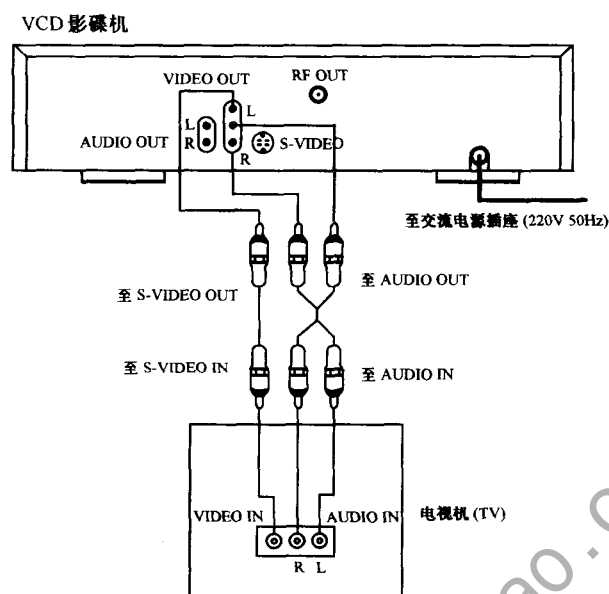 VCD 影碟机
VIDEO OUT
RF OUT
L
L
AUDIO OUT
R
S-VIDEO
R
至交流电源插座 (220V 50Hz)
至 S-VIDEO OUT
至 AUDIO OUT
至 S-VIDEO IN
至 AUDIO IN
VIDEO IN
AUDIO IN
电视机 (TV)
R L
ao.c